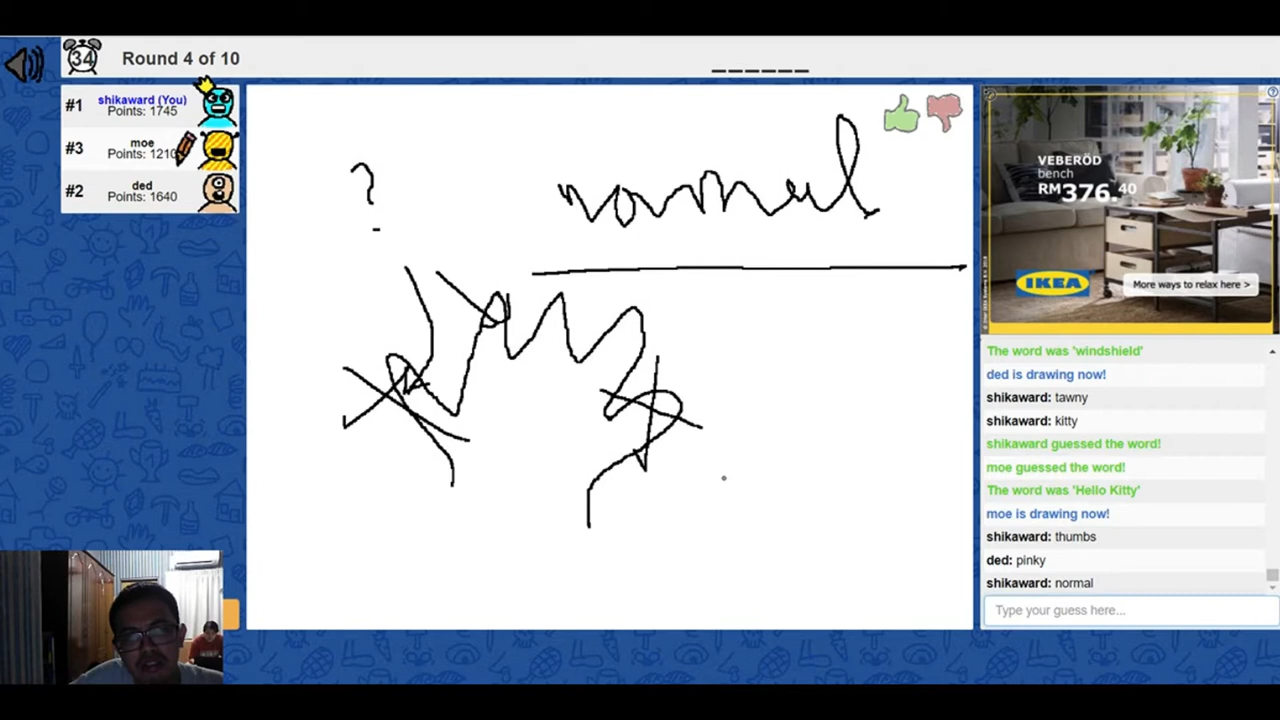 34
Round 4 of 10
______
#1 shikaward (You)
Points: 1745
#3 moe
Points: 1210
#2 ded
Points: 1640
?
normal
VEBERÖD
bench
RM376.40
IKEA
More ways to relax here >
The word was 'windshield'
ded is drawing now!
shikaward: tawny
shikaward: kitty
shikaward guessed the word!
moe guessed the word!
The word was 'Hello Kitty'
moe is drawing now!
shikaward: thumbs
ded: pinky
shikaward: normal
Type your guess here...